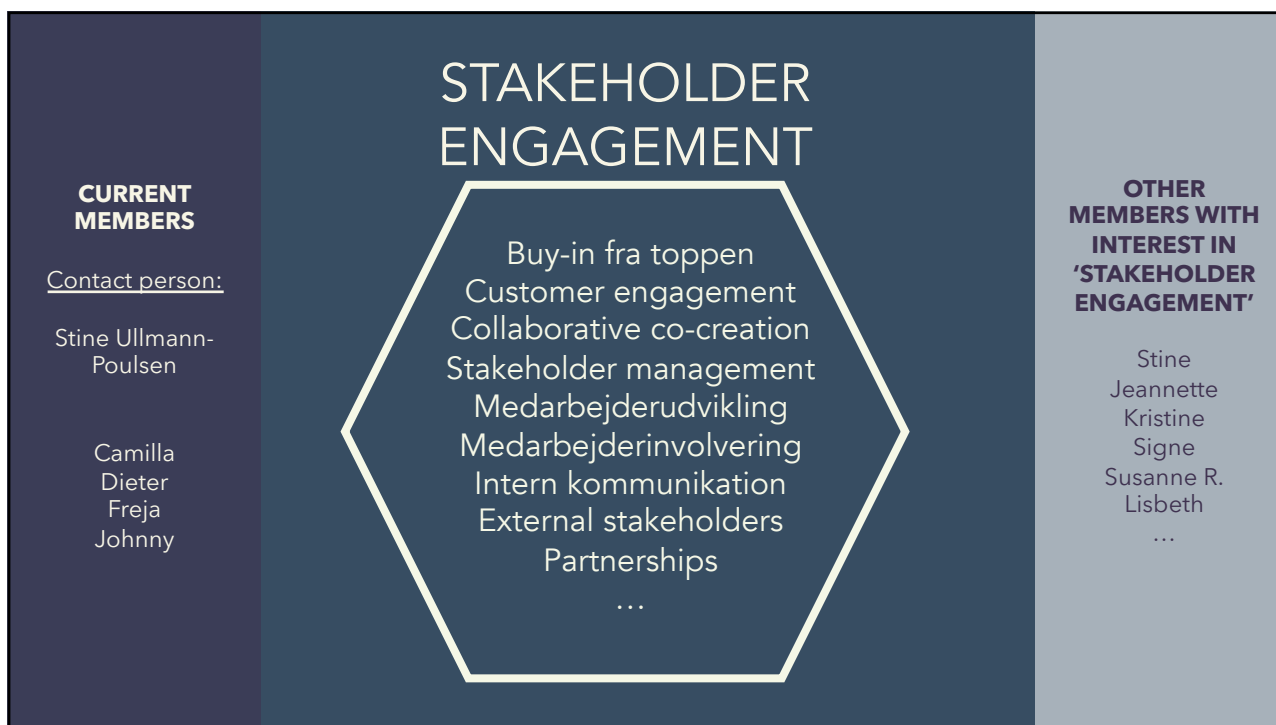 CURRENT
MEMBERS
Contact person:
Stine Ullmann-
Poulsen
Camilla
Dieter
Freja
Johnny
STAKEHOLDER
ENGAGEMENT
Buy-in fra toppen
Customer engagement
Collaborative co-creation
Stakeholder management
Medarbejderudvikling
Medarbejderinvolvering
Intern kommunikation
External stakeholders
Partnerships
…
OTHER
MEMBERS WITH
INTEREST IN
‘STAKEHOLDER
ENGAGEMENT’
Stine
Jeannette
Kristine
Signe
Susanne R.
Lisbeth
…